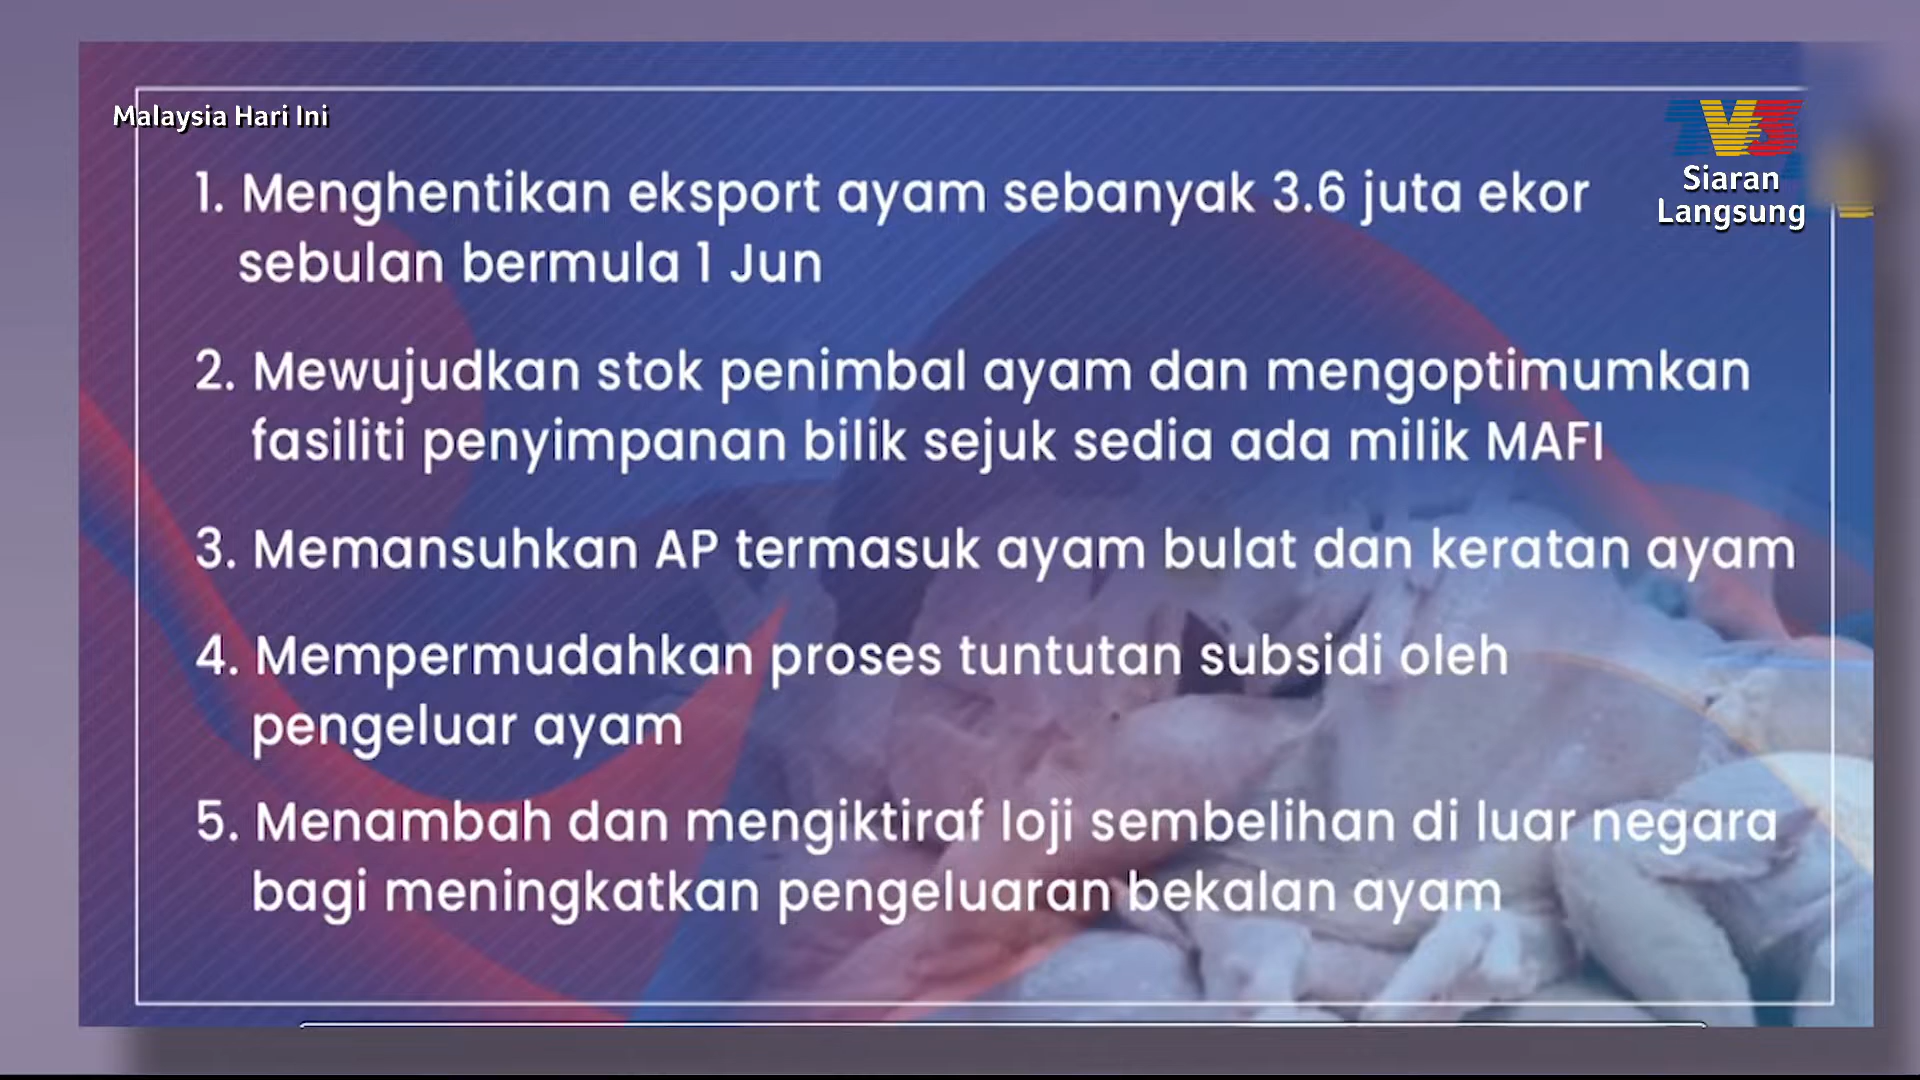 Malaysia Hari Ini
TV3
Siaran
Langsung
1. Menghentikan eksport ayam sebanyak 3.6 juta ekor
sebulan bermula 1 Jun
2. Mewujudkan stok penimbal ayam dan mengoptimumkan
fasiliti penyimpanan bilik sejuk sedia ada milik MAFI
3. Memansuhkan AP termasuk ayam bulat dan keratan ayam
4. Mempermudahkan proses tuntutan subsidi oleh
pengeluar ayam
5. Menambah dan mengiktiraf loji sembelihan di luar negara
bagi meningkatkan pengeluaran bekalan ayam